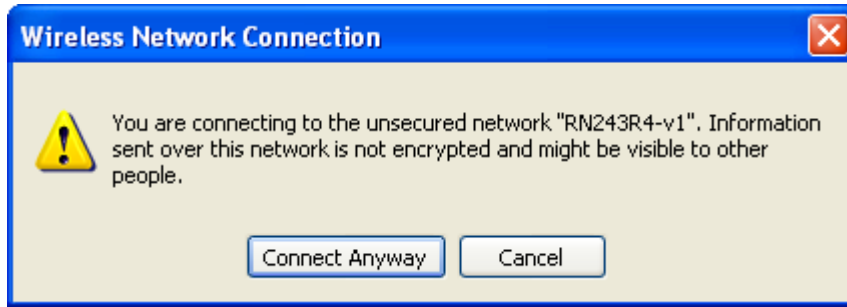 Wireless Network Connection
You are connecting to the unsecured network "RN243R4-v1". Information
sent over this network is not encrypted and might be visible to other
people.
Connect Anyway
Cancel